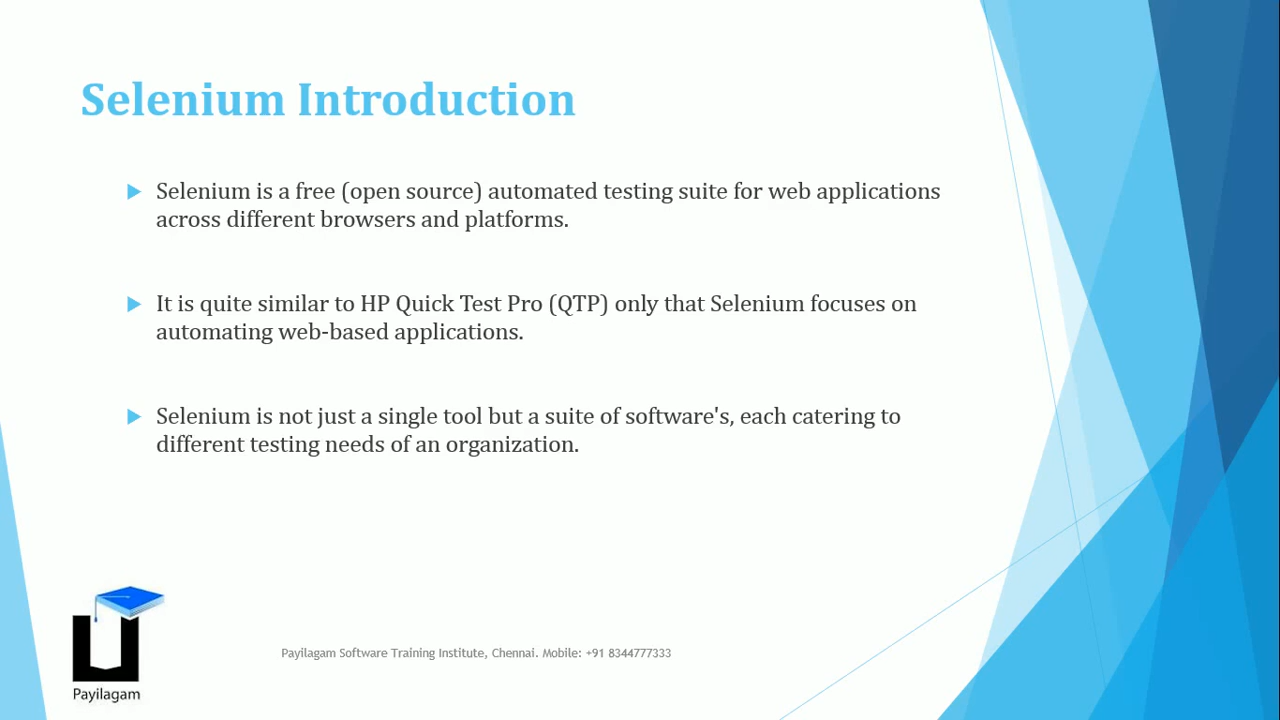 Selenium Introduction
Selenium is a free (open source) automated testing suite for web applications
across different browsers and platforms.
It is quite similar to HP Quick Test Pro (QTP) only that Selenium focuses on
automating web-based applications.
Selenium is not just a single tool but a suite of software's, each catering to
different testing needs of an organization.
Payilagam Software Training Institute, Chennai. Mobile: +91 8344777333
Payilagam